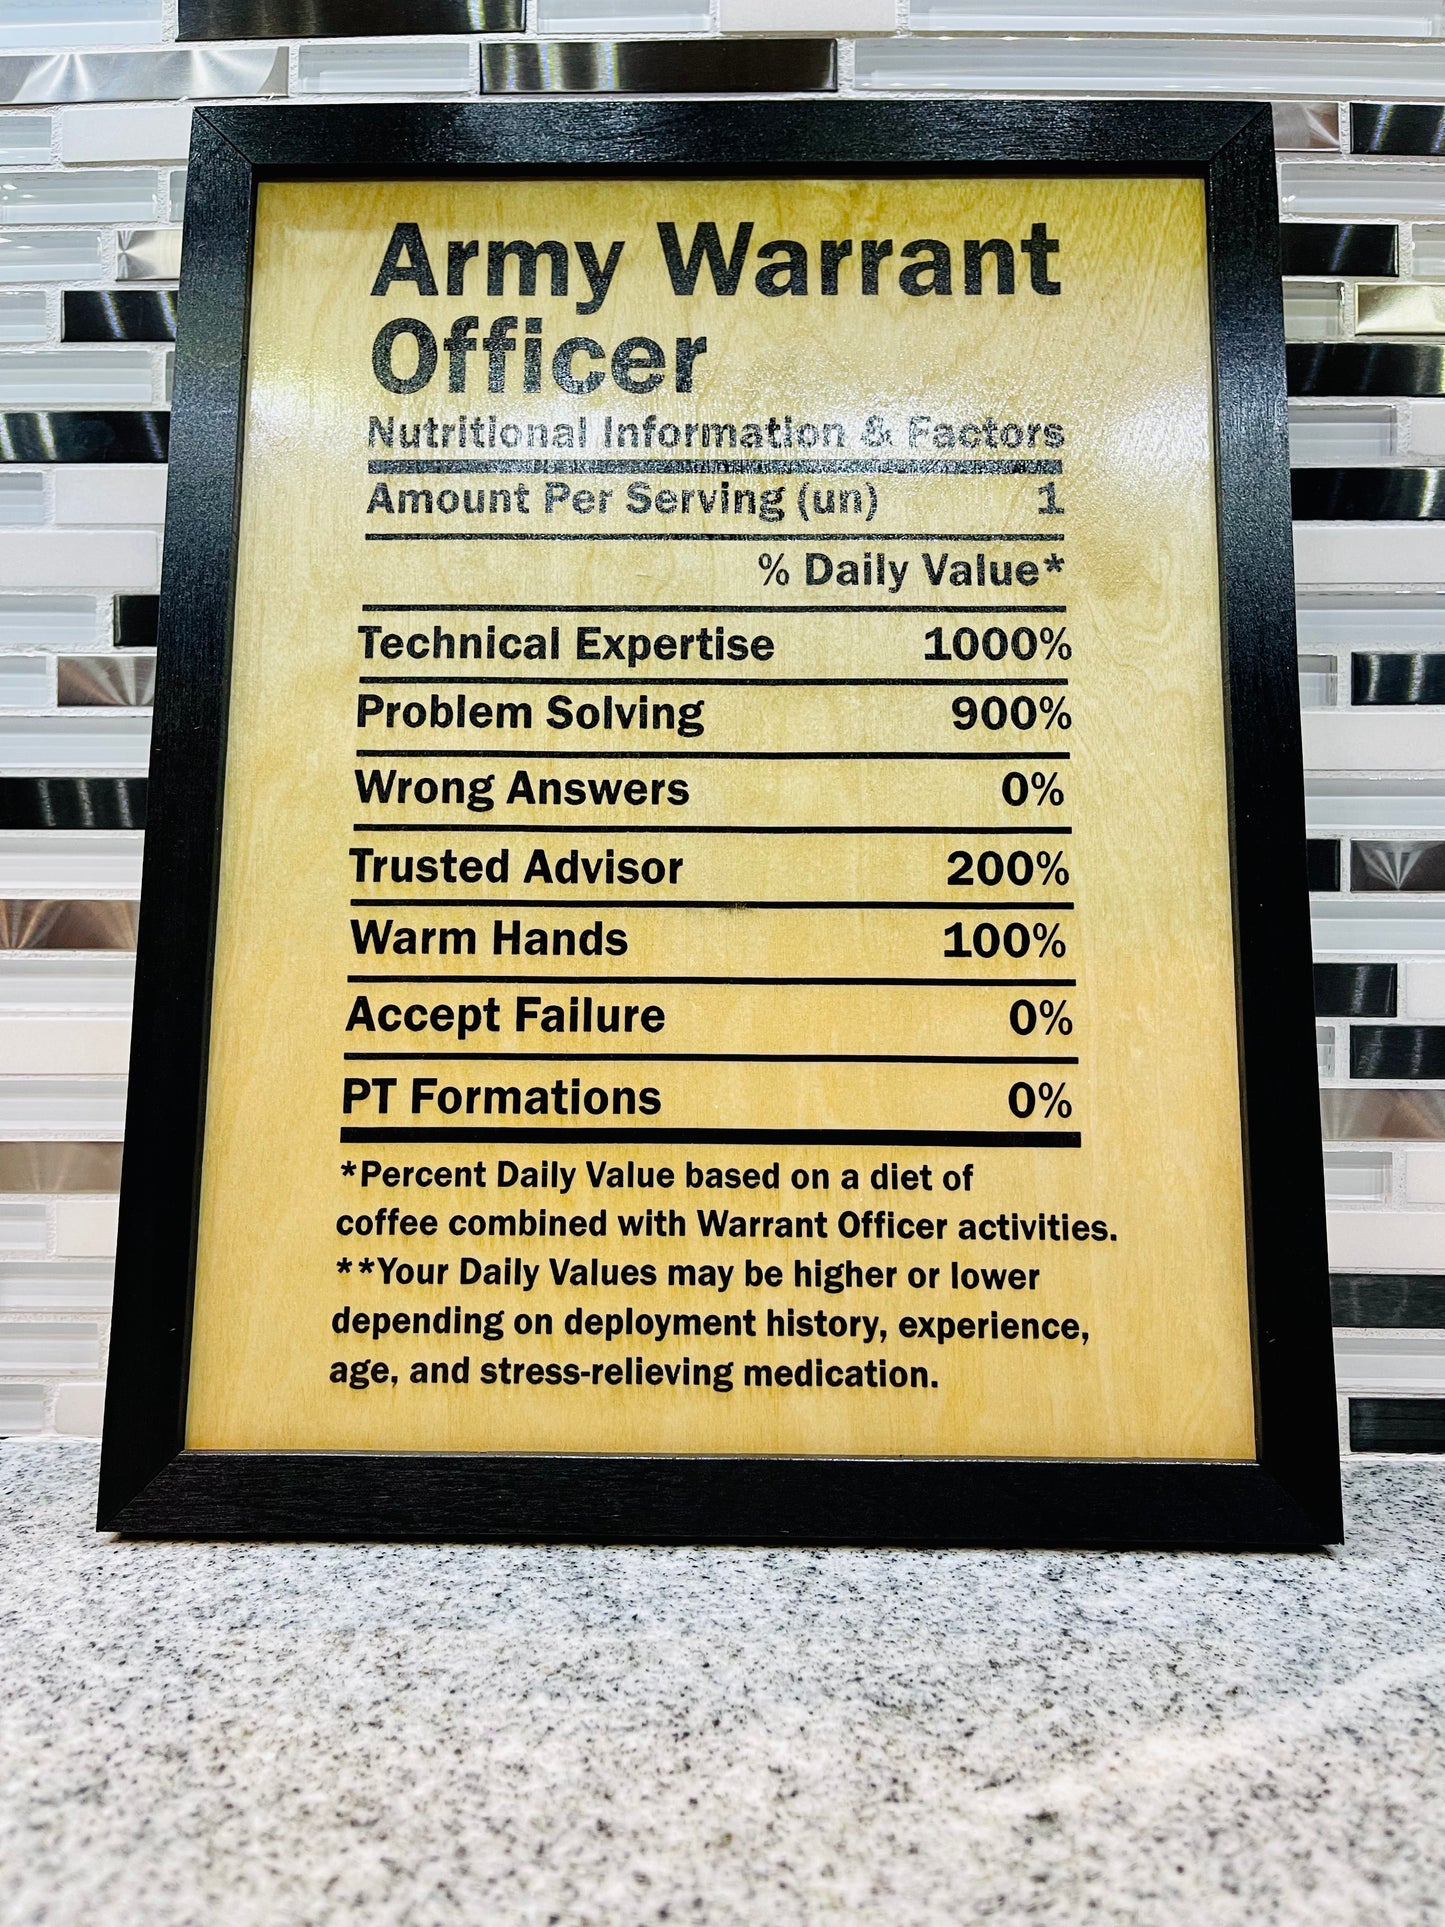 Army Warrant
Officer
Nutritional Information & Factors
Amount Per Serving (un) 1
% Daily Value*
Technical Expertise 1000%
Problem Solving 900%
Wrong Answers 0%
Trusted Advisor 200%
Warm Hands 100%
Accept Failure 0%
PT Formations 0%
*Percent Daily Value based on a diet of
coffee combined with Warrant Officer activities.
**Your Daily Values may be higher or lower
depending on deployment history, experience,
age, and stress-relieving medication.